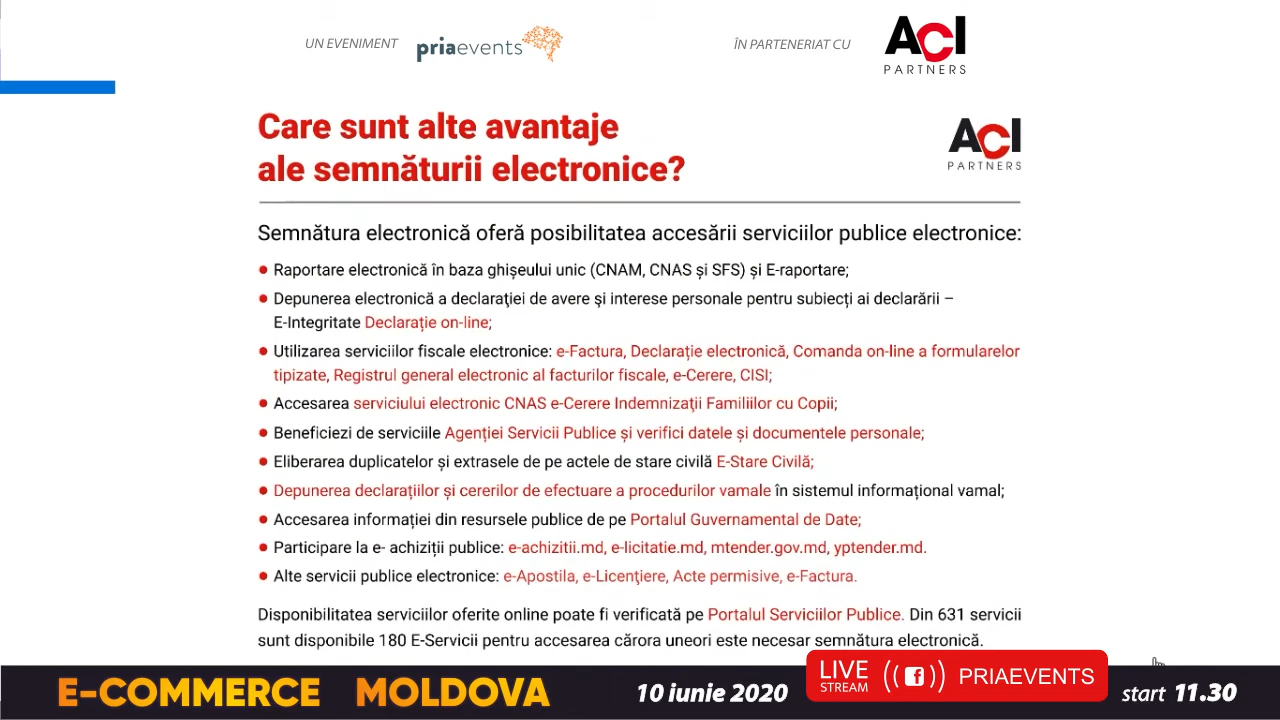 UN EVENIMENT priaevents ÎN PARTENERIAT CU ACI PARTNERS
Care sunt alte avantaje
ale semnăturii electronice?
ACI
PARTNERS
Semnătura electronică oferă posibilitatea accesării serviciilor publice electronice:
• Raportare electronică în baza ghișeului unic (CNAM, CNAS și SFS) și E-raportare;
• Depunerea electronică a declaraţiei de avere și interese personale pentru subiecți ai declarării –
E-Integritate Declarație on-line;
• Utilizarea serviciilor fiscale electronice: e-Factura, Declarație electronică, Comanda on-line a formularelor
tipizate, Registrul general electronic al facturilor fiscale, e-Cerere, CISI;
• Accesarea serviciului electronic CNAS e-Cerere Indemnizaţii Familiilor cu Copii;
• Beneficiezi de serviciile Agenției Servicii Publice și verifici datele și documentele personale;
• Eliberarea duplicatelor și extrasele de pe actele de stare civilă E-Stare Civilă;
• Depunerea declarațiilor și cererilor de efectuare a procedurilor vamale în sistemul informațional vamal;
• Accesarea informației din resursele publice de pe Portalul Guvernamental de Date;
• Participare la e- achiziții publice: e-achizitii.md, e-licitatie.md, mtender.gov.md, yptender.md.
• Alte servicii publice electronice: e-Apostila, e-Licenţiere, Acte permisive, e-Factura.
Disponibilitatea serviciilor oferite online poate fi verificată pe Portalul Serviciilor Publice. Din 631 servicii
sunt disponibile 180 E-Servicii pentru accesarea cărora uneori este necesar semnătura electronică.
E-COMMERCE MOLDOVA 10 iunie 2020 LIVE STREAM f PRIAEVENTS start 11.30